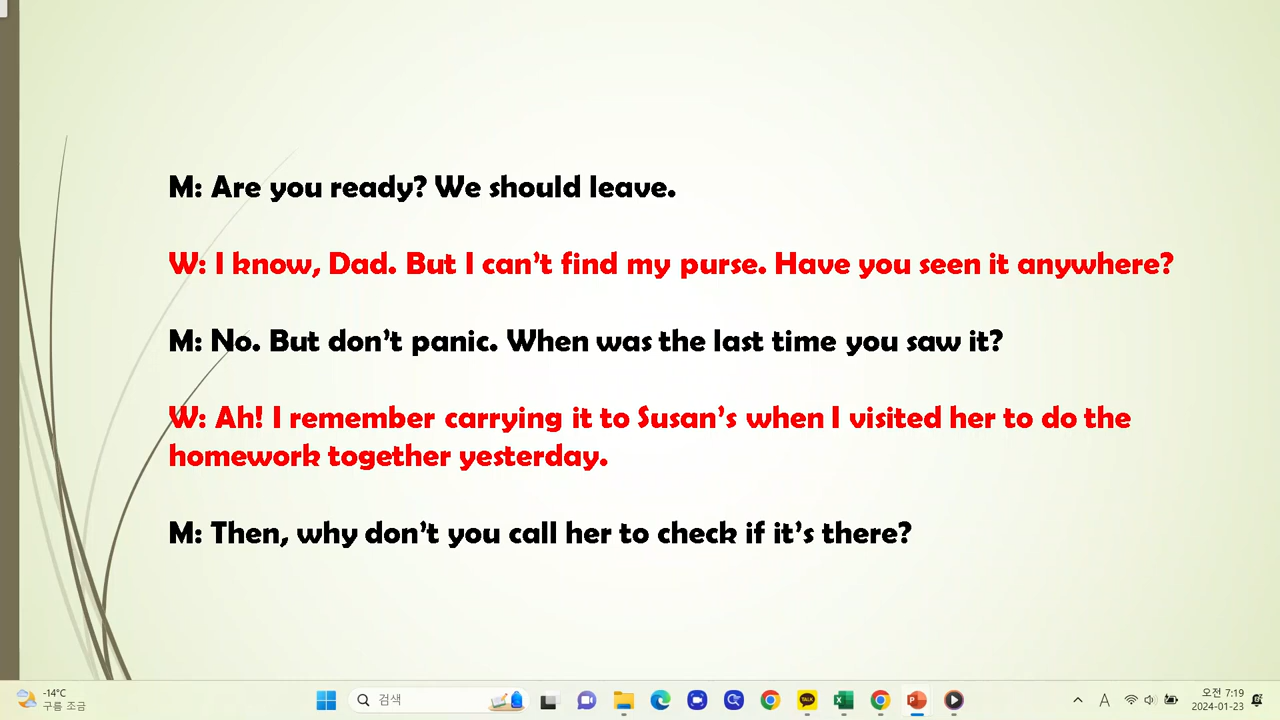 M: Are you ready? We should leave.
W: I know, Dad. But I can’t find my purse. Have you seen it anywhere?
M: No. But don’t panic. When was the last time you saw it?
W: Ah! I remember carrying it to Susan’s when I visited her to do the
homework together yesterday.
M: Then, why don’t you call her to check if it’s there?
-14°C
구름 조금
검색
TALK
A
오전 7:19
2024-01-23